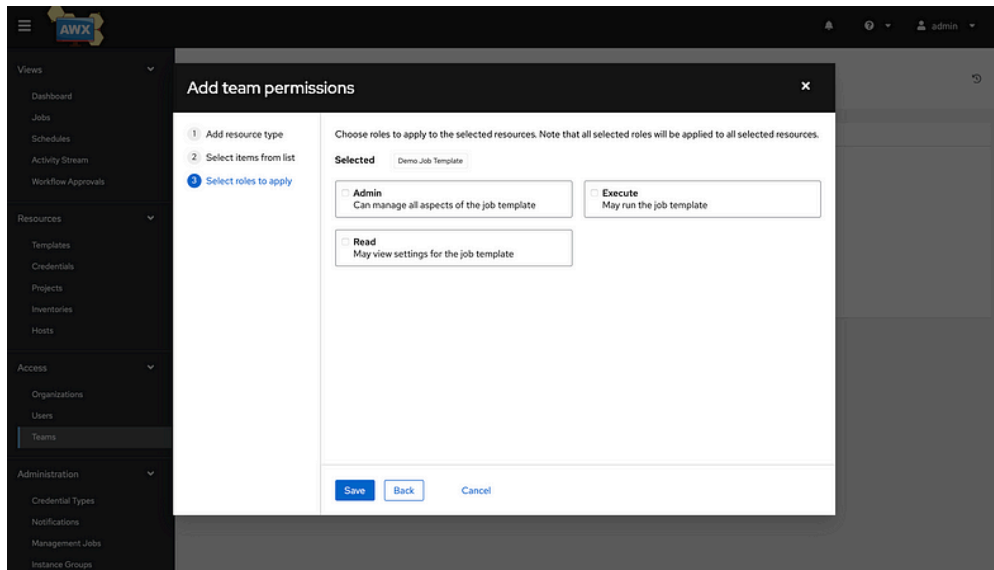 AWX
admin
Views
Dashboard
Jobs
Schedules
Activity Stream
Workflow Approvals
Resources
Templates
Credentials
Projects
Inventories
Hosts
Access
Organizations
Users
Teams
Administration
Credential Types
Notifications
Management Jobs
Instance Groups
Add team permissions
1 Add resource type
2 Select items from list
3 Select roles to apply
Choose roles to apply to the selected resources. Note that all selected roles will be applied to all selected resources.
Selected Demo Job Template
Admin
Can manage all aspects of the job template
Execute
May run the job template
Read
May view settings for the job template
Save Back Cancel